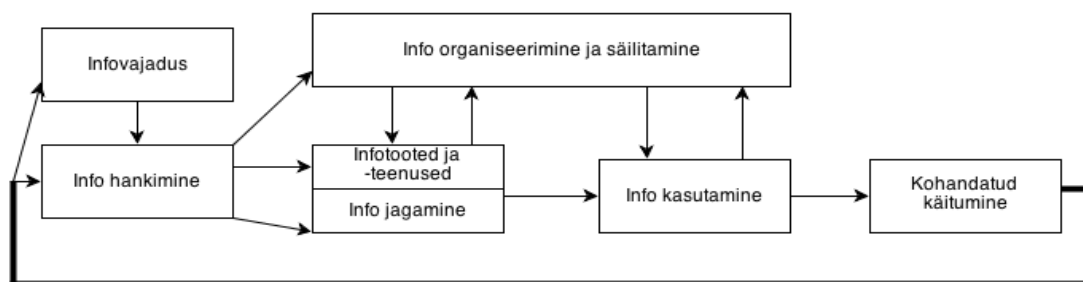 Infovajadus
Info organiseerimine ja säilitamine
Info hankimine
Infotooted ja
-teenused
Info jagamine
Info kasutamine
Kohandatud
käitumine